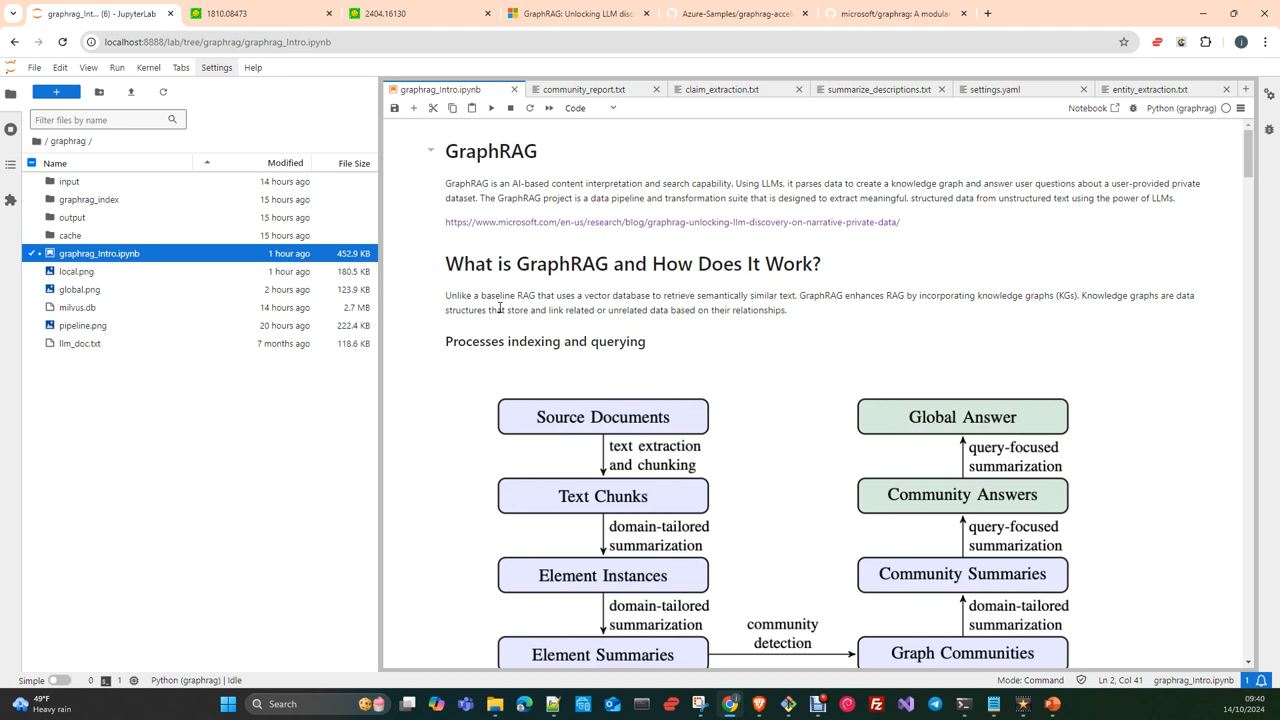 graphrag_Int... (6) - JupyterLab
1810.08473
2404.16130
GraphRAG: Unlocking LLM disc
Azure-Samples/graphrag-accele
microsoft/graphrag: A modular
localhost:8888/lab/tree/graphrag/graphrag_Intro.ipynb
File Edit View Run Kernel Tabs Settings Help
graphrag_Intro.ipynb
community_report.txt
claim_extraction.txt
summarize_descriptions.txt
settings.yaml
entity_extraction.txt
Code
Notebook
Python (graphrag)
Filter files by name
/ graphrag /
Name Modified File Size
input 14 hours ago
graphrag_index 15 hours ago
output 15 hours ago
cache 15 hours ago
graphrag_Intro.ipynb 1 hour ago 452.9 KB
local.png 1 hour ago 180.5 KB
global.png 2 hours ago 123.9 KB
milvus.db 14 hours ago 2.7 MB
pipeline.png 20 hours ago 222.4 KB
llm_doc.txt 7 months ago 118.6 KB
GraphRAG
GraphRAG is an AI-based content interpretation and search capability. Using LLMs, it parses data to create a knowledge graph and answer user questions about a user-provided private
dataset. The GraphRAG project is a data pipeline and transformation suite that is designed to extract meaningful, structured data from unstructured text using the power of LLMs.
https://www.microsoft.com/en-us/research/blog/graphrag-unlocking-llm-discovery-on-narrative-private-data/
What is GraphRAG and How Does It Work?
Unlike a baseline RAG that uses a vector database to retrieve semantically similar text, GraphRAG enhances RAG by incorporating knowledge graphs (KGs). Knowledge graphs are data
structures that store and link related or unrelated data based on their relationships.
Processes indexing and querying
Source Documents
text extraction
and chunking
Text Chunks
domain-tailored
summarization
Element Instances
domain-tailored
summarization
Element Summaries
community
detection
Global Answer
query-focused
summarization
Community Answers
query-focused
summarization
Community Summaries
domain-tailored
summarization
Graph Communities
Simple 0 1 Python (graphrag) | Idle
Mode: Command Ln 2, Col 41 graphrag_Intro.ipynb 1
49°F
Heavy rain
Search
09:40
14/10/2024